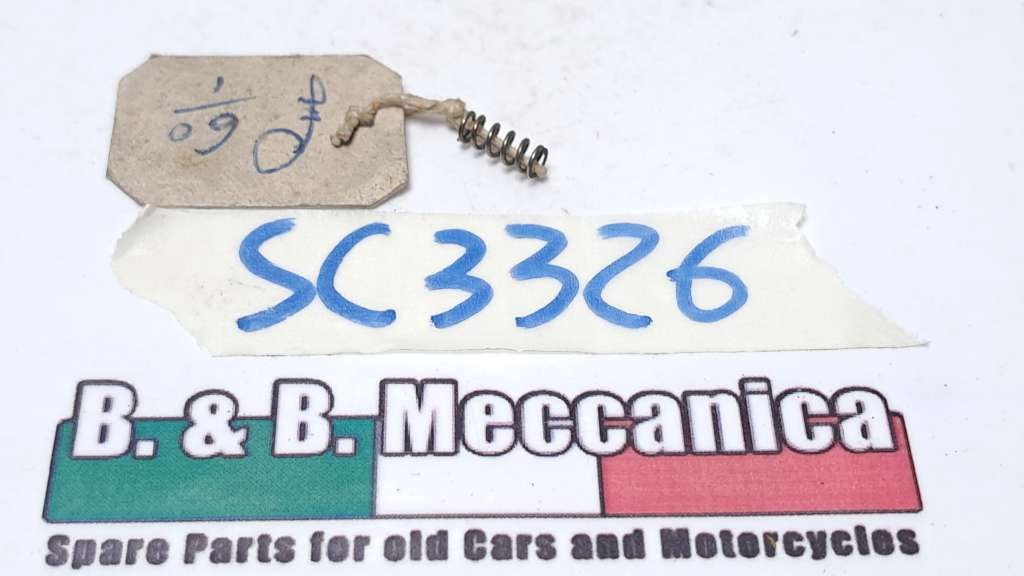 SC3326
B. & B. Meccanica
Spare Parts for old Cars and Motorcycles